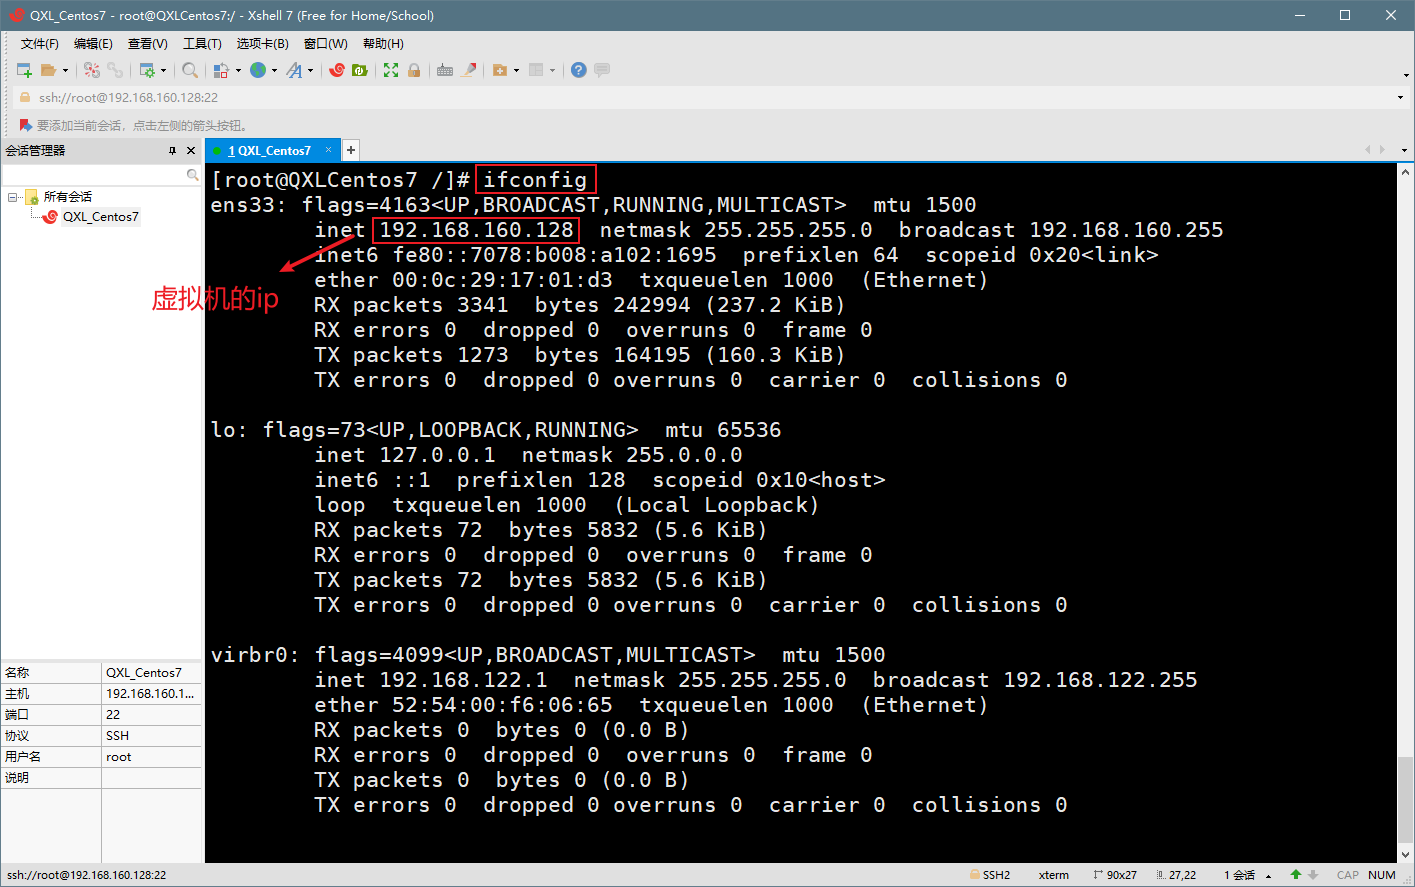 QXL_Centos7 - root@QXLCentos7:/ - Xshell 7 (Free for Home/School)
文件(F) 编辑(E) 查看(V) 工具(T) 选项卡(B) 窗口(W) 帮助(H)
ssh://root@192.168.160.128:22
要添加当前会话，点击左侧的箭头按钮。
会话管理器
1 QXL_Centos7
所有会话
QXL_Centos7
[root@QXLCentos7 /]# ifconfig
ens33: flags=4163<UP,BROADCAST,RUNNING,MULTICAST>  mtu 1500
inet 192.168.160.128  netmask 255.255.255.0  broadcast 192.168.160.255
inet6 fe80::7078:b008:a102:1695  prefixlen 64  scopeid 0x20<link>
ether 00:0c:29:17:01:d3  txqueuelen 1000  (Ethernet)
虚拟机的ip
RX packets 3341  bytes 242994 (237.2 KiB)
RX errors 0  dropped 0  overruns 0  frame 0
TX packets 1273  bytes 164195 (160.3 KiB)
TX errors 0  dropped 0 overruns 0  carrier 0  collisions 0
lo: flags=73<UP,LOOPBACK,RUNNING>  mtu 65536
inet 127.0.0.1  netmask 255.0.0.0
inet6 ::1  prefixlen 128  scopeid 0x10<host>
loop  txqueuelen 1000  (Local Loopback)
RX packets 72  bytes 5832 (5.6 KiB)
RX errors 0  dropped 0  overruns 0  frame 0
TX packets 72  bytes 5832 (5.6 KiB)
TX errors 0  dropped 0 overruns 0  carrier 0  collisions 0
virbr0: flags=4099<UP,BROADCAST,MULTICAST>  mtu 1500
inet 192.168.122.1  netmask 255.255.255.0  broadcast 192.168.122.255
ether 52:54:00:f6:06:65  txqueuelen 1000  (Ethernet)
RX packets 0  bytes 0 (0.0 B)
RX errors 0  dropped 0  overruns 0  frame 0
TX packets 0  bytes 0 (0.0 B)
TX errors 0  dropped 0 overruns 0  carrier 0  collisions 0
名称 QXL_Centos7
主机 192.168.160.1...
端口 22
协议 SSH
用户名 root
说明
ssh://root@192.168.160.128:22 SSH2 xterm 90x27 27,22 1 会话 CAP NUM